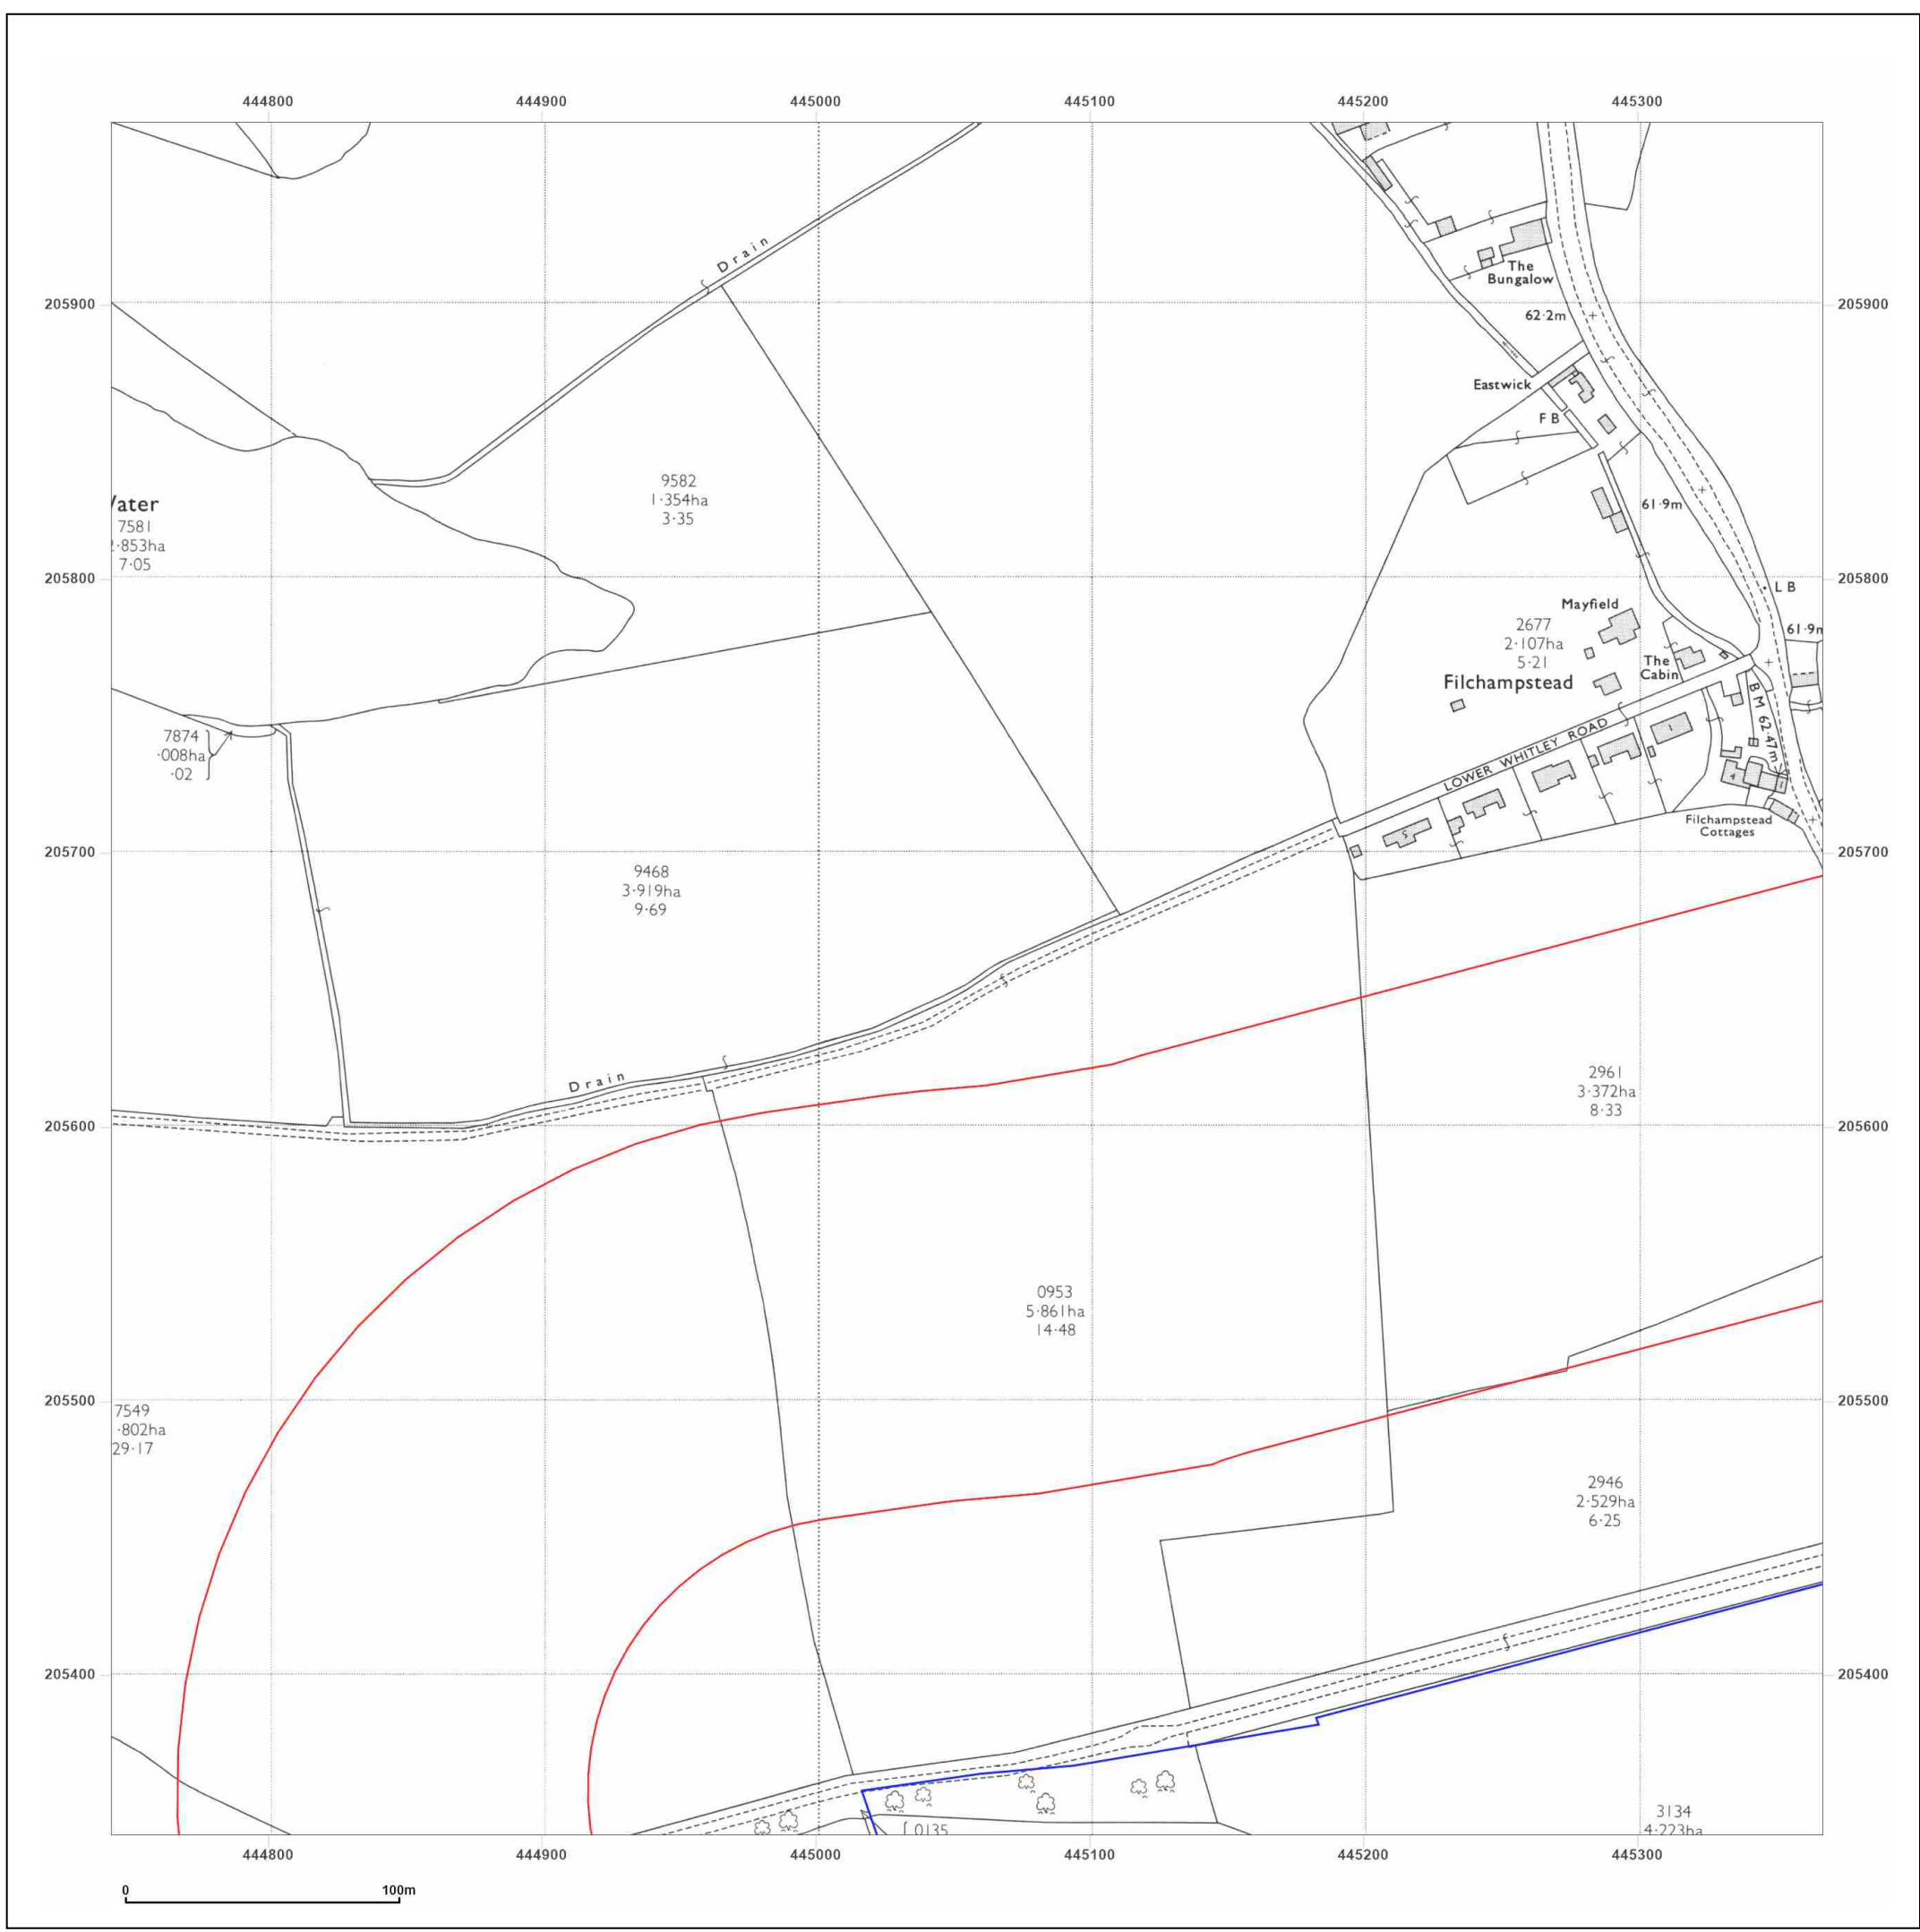 444800 444900 445000 445100 445200 445300
Drain
The
Bungalow
205900 205900
62·2m
Eastwick
F B
9582
1·354ha
3·35
61·9m
7581
·853ha
7·05
205800 205800
L B
Mayfield
2677
2·107ha
5·21
61·9m
The
Cabin
Filchampstead
BM 62·47m
LOWER WHITLEY ROAD
7874
·008ha
·02
Filchampstead
Cottages
205700 205700
9468
3·919ha
9·69
Drain
2961
3·372ha
8·33
205600 205600
0953
5·861ha
14·48
205500 205500
7549
·802ha
29·17
2946
2·529ha
6·25
205400 205400
3134
4·223ha
0135
444800 444900 445000 445100 445200 445300
0 100m